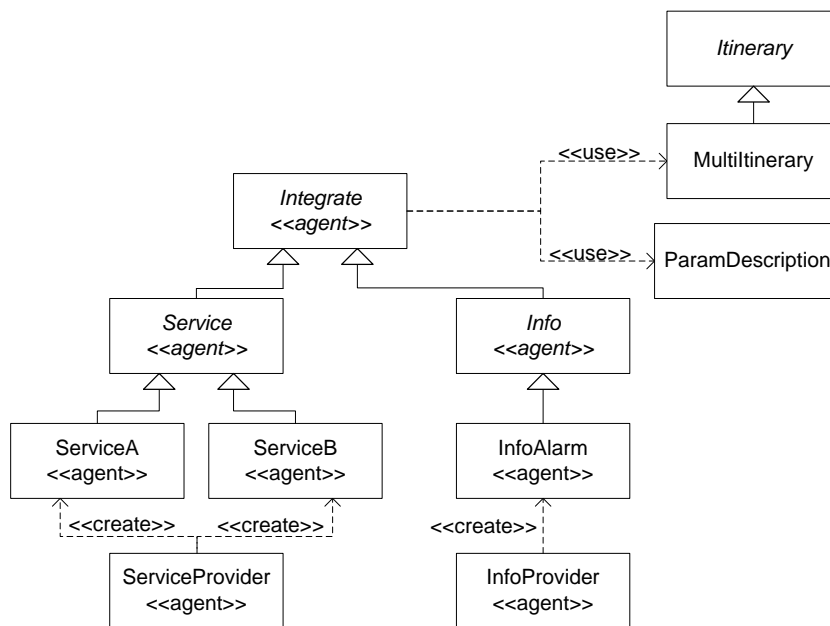 Itinerary
<<use>>
MultiItinerary
Integrate
<<agent>>
<<use>>
ParamDescription
Service
<<agent>>
Info
<<agent>>
ServiceA
<<agent>>
ServiceB
<<agent>>
InfoAlarm
<<agent>>
<<create>>
<<create>>
<<create>>
ServiceProvider
<<agent>>
InfoProvider
<<agent>>